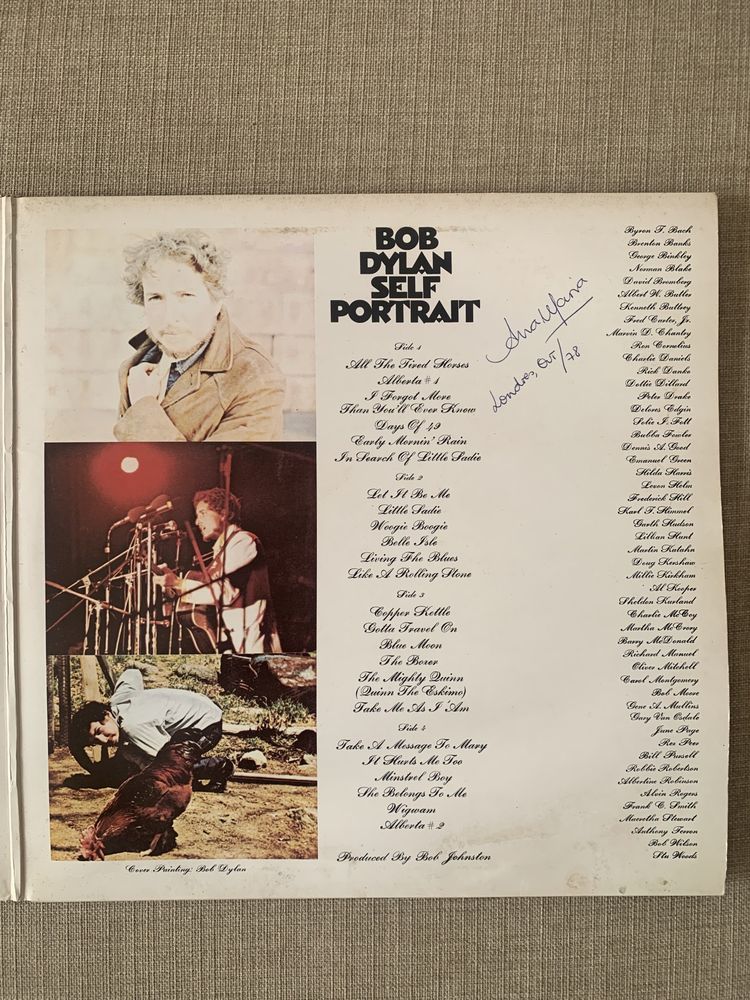 BOB
DYLAN
SELF
PORTRAIT
Side 1
All The Tired Horses
Alberta # 1
I Forgot More
Than You'll Ever Know
Days Of 49
Early Mornin' Rain
In Search Of Little Sadie
Side 2
Let It Be Me
Little Sadie
Woogie Boogie
Belle Isle
Living The Blues
Like A Rolling Stone
Side 3
Copper Kettle
Gotta Travel On
Blue Moon
The Boxer
The Mighty Quinn
(Quinn The Eskimo)
Take Me As I Am
Side 4
Take A Message To Mary
It Hurts Me Too
Minstrel Boy
She Belongs To Me
Wigwam
Alberta # 2
Produced By Bob Johnston
Ana Maria
Londres, Out/78
Byron T. Bach
Brenton Banks
George Binkley
Norman Blake
David Bromberg
Albert W. Butler
Kenneth Buttrey
Fred Carter, Jr.
Marvin D. Chantry
Ron Cornelius
Charlie Daniels
Rick Danko
Dottie Dillard
Peter Drake
Delores Edgin
Solie I. Fott
Bubba Fowler
Dennis A. Good
Emanuel Green
Hilda Harris
Levon Helm
Frederick Hill
Karl T. Himmel
Garth Hudson
Lillian Hunt
Martin Katahn
Doug Kershaw
Millie Kirkham
Al Kooper
Sheldon Kurland
Charlie McCoy
Martha McCrory
Barry McDonald
Richard Manuel
Oliver Mitchell
Carol Montgomery
Bob Moore
Gene A. Mullins
Gary Van Osdale
June Page
Rex Peer
Bill Pursell
Robbie Robertson
Albertine Robinson
Alvin Rogers
Frank C. Smith
Maeretha Stewart
Anthony Terran
Bob Wilson
Stu Woods
Cover Painting: Bob Dylan